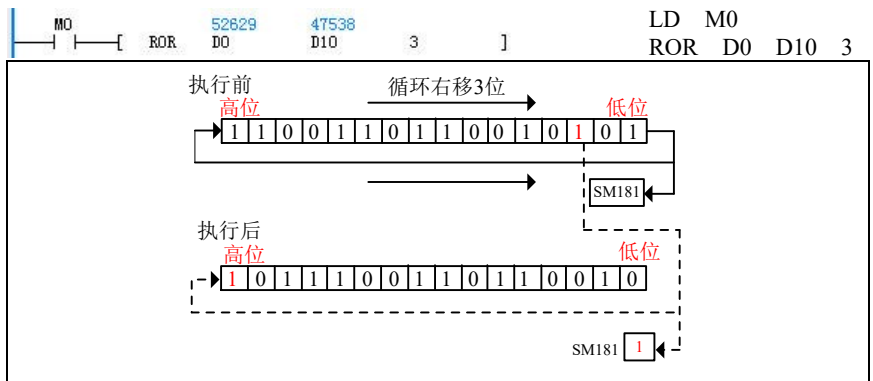 M0 52629 47538
ROR D0 D10 3
LD M0
ROR D0 D10 3
执行前 循环右移3位
高位 低位
1 1 0 0 1 1 0 1 1 0 0 1 0 1 0 1
SM181
执行后
高位 低位
1 0 1 1 1 0 0 1 1 0 1 1 0 0 1 0
SM181 1